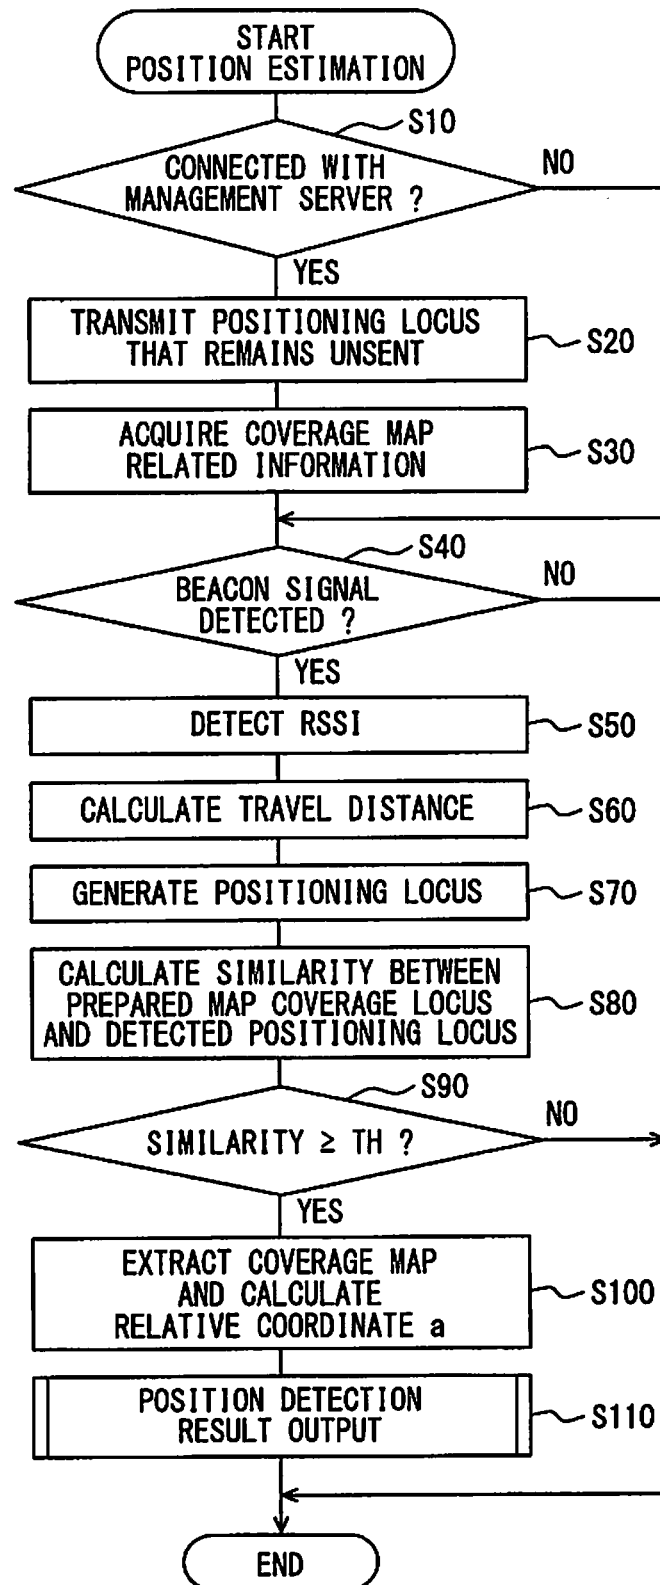 START
POSITION ESTIMATION
S10
CONNECTED WITH
MANAGEMENT SERVER ?
NO
YES
TRANSMIT POSITIONING LOCUS
THAT REMAINS UNSENT
S20
ACQUIRE COVERAGE MAP
RELATED INFORMATION
S30
S40
BEACON SIGNAL
DETECTED ?
NO
YES
DETECT RSSI
S50
CALCULATE TRAVEL DISTANCE
S60
GENERATE POSITIONING LOCUS
S70
CALCULATE SIMILARITY BETWEEN
PREPARED MAP COVERAGE LOCUS
AND DETECTED POSITIONING LOCUS
S80
S90
SIMILARITY ≥ TH ?
NO
YES
EXTRACT COVERAGE MAP
AND CALCULATE
RELATIVE COORDINATE a
S100
POSITION DETECTION
RESULT OUTPUT
S110
END